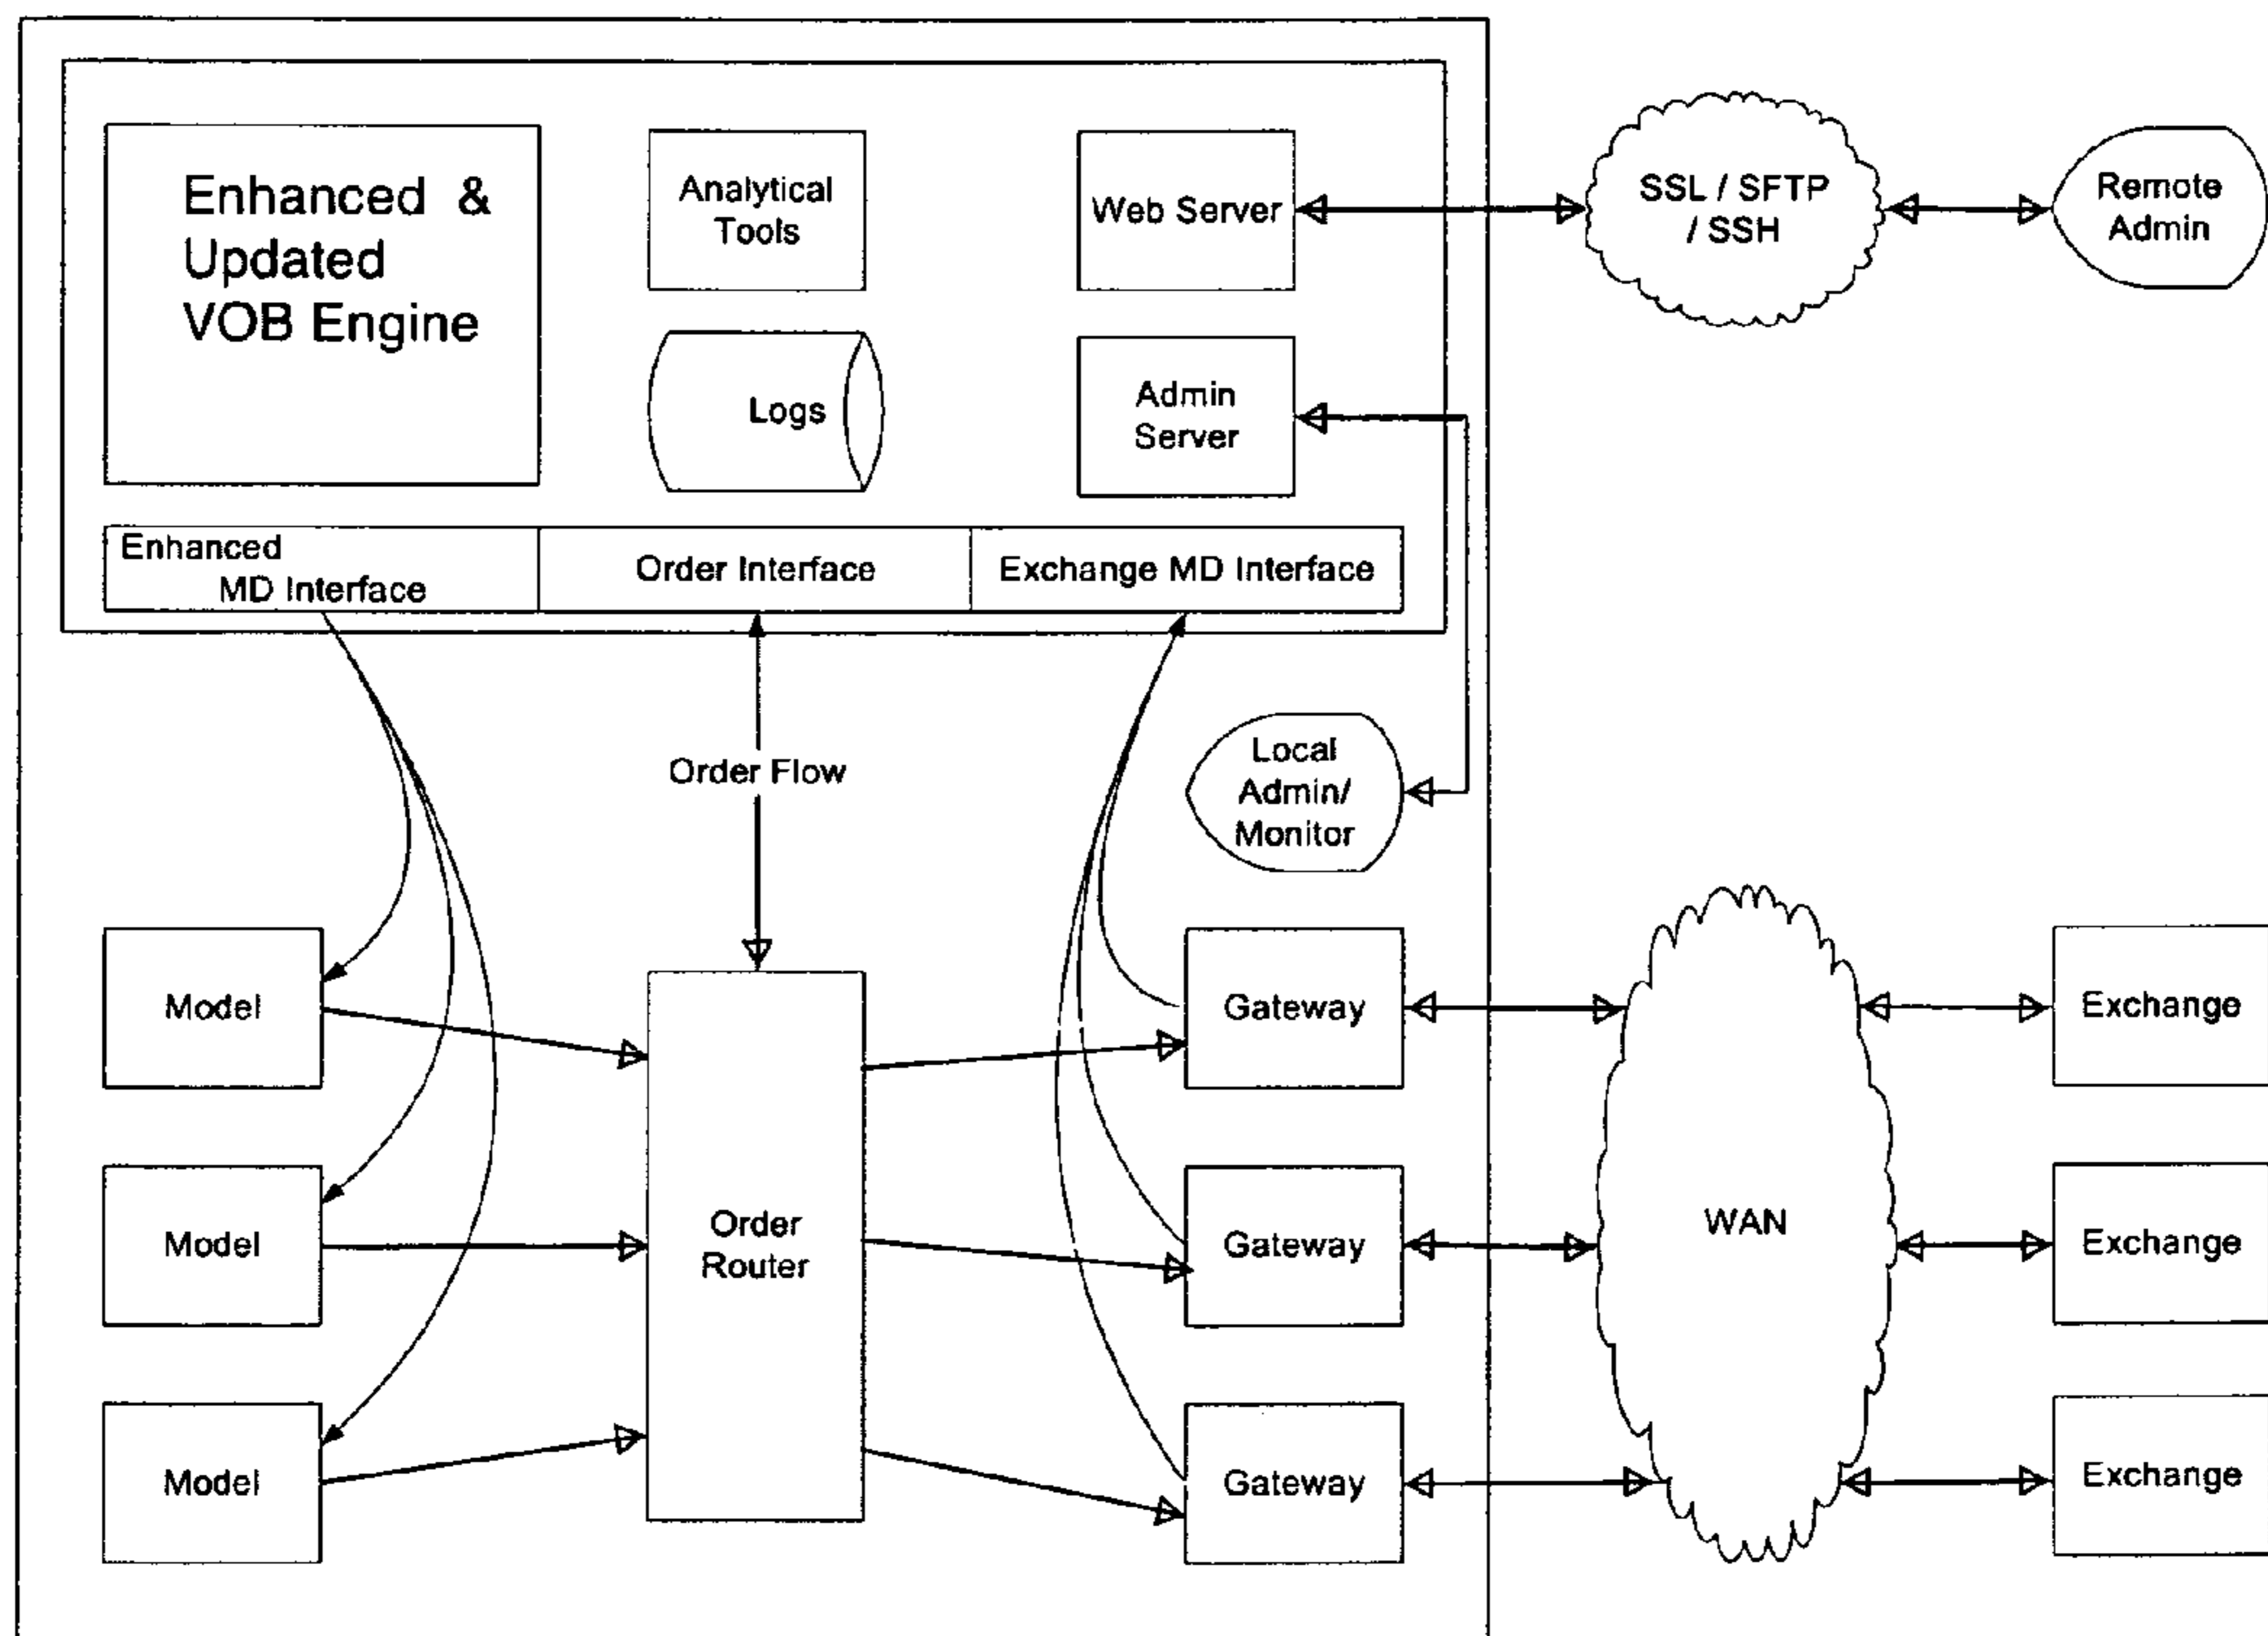 Enhanced &
Updated
VOB Engine
Analytical
Tools
Web Server
SSL / SFTP
/ SSH
Remote
Admin
Logs
Admin
Server
Enhanced
MD Interface
Order Interface
Exchange MD Interface
Order Flow
Local
Admin/
Monitor
Model
Gateway
Exchange
Model
Order
Router
Gateway
WAN
Exchange
Model
Gateway
Exchange